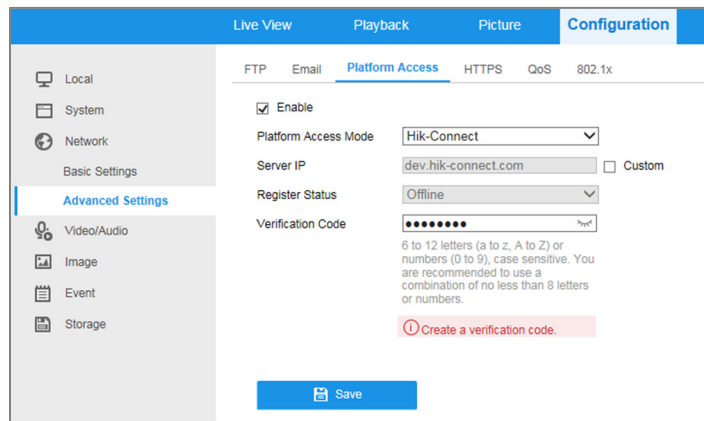 Live View Playback Picture Configuration
FTP Email Platform Access HTTPS QoS 802.1x
Local
System
Network
Basic Settings
Advanced Settings
Video/Audio
Image
Event
Storage
Enable
Platform Access Mode Hik-Connect
Server IP dev.hik-connect.com Custom
Register Status Offline
Verification Code ●●●●●●●●
6 to 12 letters (a to z, A to Z) or
numbers (0 to 9), case sensitive. You
are recommended to use a
combination of no less than 8 letters
or numbers.
Create a verification code.
Save